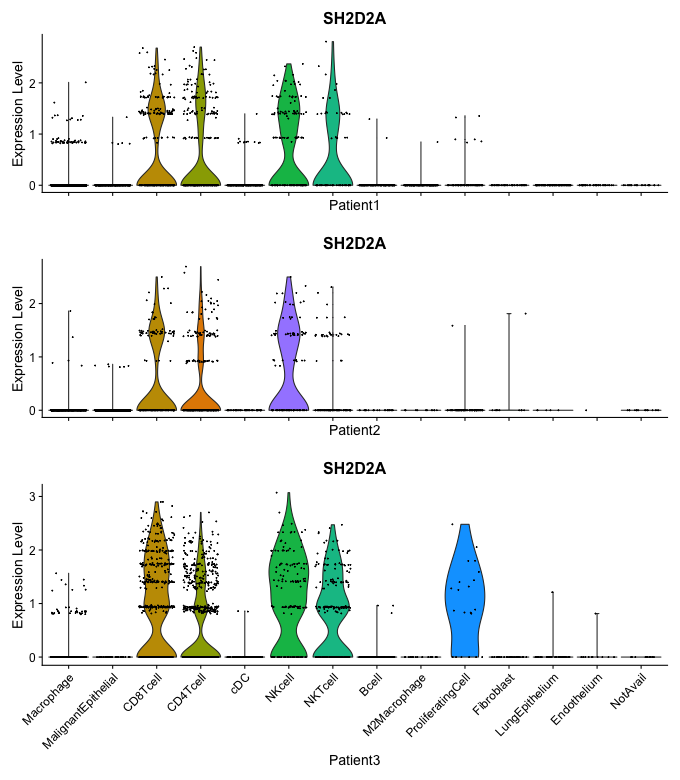 SH2D2A
Expression Level
2
1
0
Patient1
SH2D2A
Expression Level
2
1
0
Patient2
SH2D2A
Expression Level
3
2
1
0
Macrophage
MalignantEpithelial
CD8Tcell
CD4Tcell
cDC
NKcell
NKTcell
Bcell
M2Macrophage
ProliferatingCell
Fibroblast
LungEpithelium
Endothelium
NotAvail
Patient3